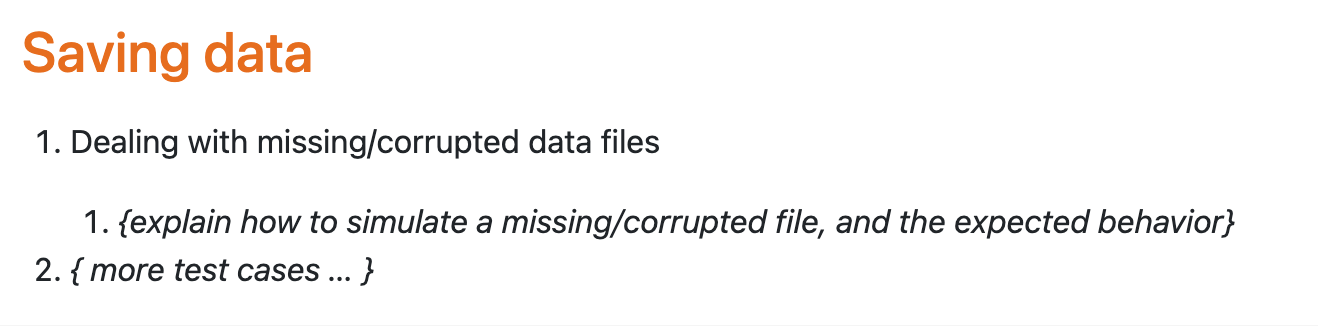 Saving data
1. Dealing with missing/corrupted data files
1. {explain how to simulate a missing/corrupted file, and the expected behavior}
2. { more test cases ... }